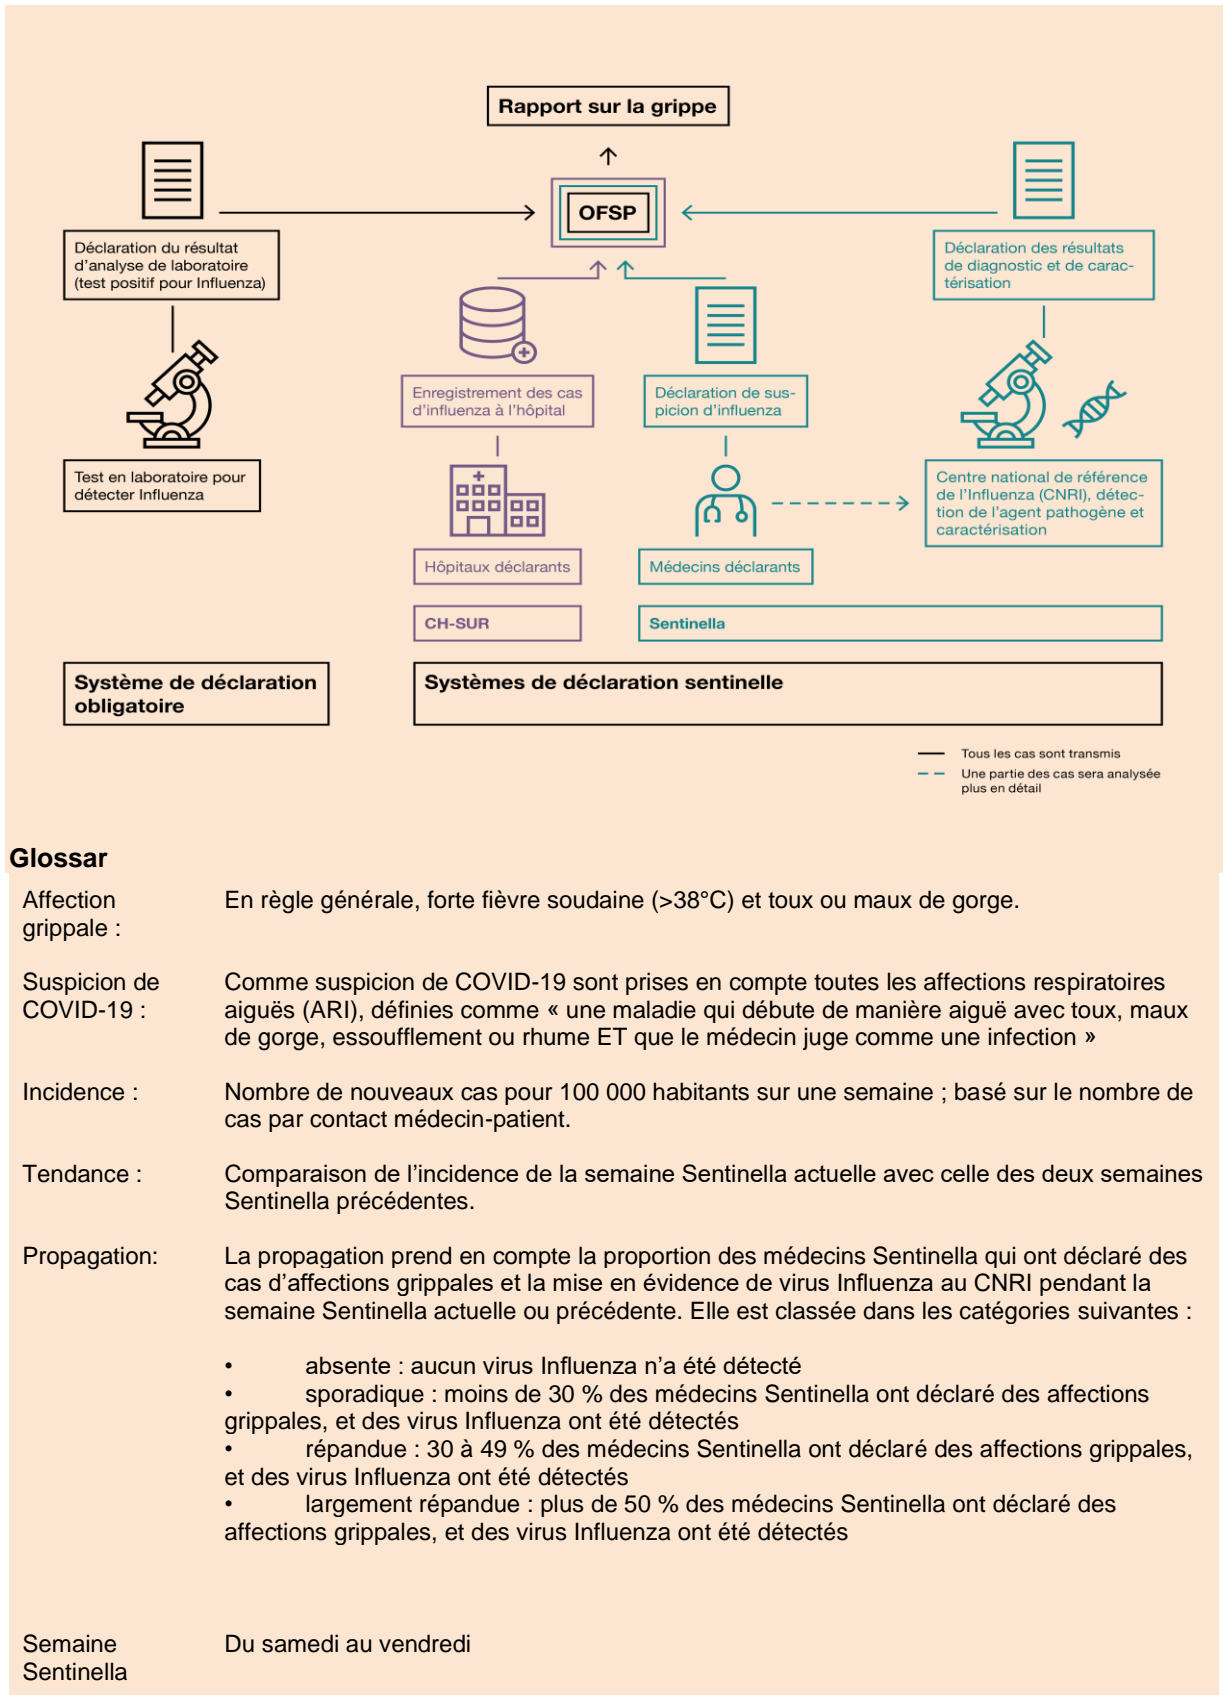 Rapport sur la grippe
OFSP
Déclaration du résultat
d'analyse de laboratoire
(test positif pour Influenza)
Déclaration des résultats
de diagnostic et de carac-
térisation
Enregistrement des cas
d'influenza à l'hôpital
Déclaration de sus-
picion d'influenza
Test en laboratoire pour
détecter Influenza
Centre national de référence
de l'Influenza (CNRI), détec-
tion de l'agent pathogène et
caractérisation
Hôpitaux déclarants
Médecins déclarants
CH-SUR
Sentinella
Système de déclaration
obligatoire
Systèmes de déclaration sentinelle
Tous les cas sont transmis
Une partie des cas sera analysée
plus en détail
Glossar
Affection
grippale :
En règle générale, forte fièvre soudaine (>38°C) et toux ou maux de gorge.
Suspicion de
COVID-19 :
Comme suspicion de COVID-19 sont prises en compte toutes les affections respiratoires
aiguës (ARI), définies comme « une maladie qui débute de manière aiguë avec toux, maux
de gorge, essoufflement ou rhume ET que le médecin juge comme une infection »
Incidence :
Nombre de nouveaux cas pour 100 000 habitants sur une semaine ; basé sur le nombre de
cas par contact médecin-patient.
Tendance :
Comparaison de l'incidence de la semaine Sentinella actuelle avec celle des deux semaines
Sentinella précédentes.
Propagation:
La propagation prend en compte la proportion des médecins Sentinella qui ont déclaré des
cas d'affections grippales et la mise en évidence de virus Influenza au CNRI pendant la
semaine Sentinella actuelle ou précédente. Elle est classée dans les catégories suivantes :
• absente : aucun virus Influenza n'a été détecté
• sporadique : moins de 30 % des médecins Sentinella ont déclaré des affections
grippales, et des virus Influenza ont été détectés
• répandue : 30 à 49 % des médecins Sentinella ont déclaré des affections grippales,
et des virus Influenza ont été détectés
• largement répandue : plus de 50 % des médecins Sentinella ont déclaré des
affections grippales, et des virus Influenza ont été détectés
Semaine
Sentinella
Du samedi au vendredi